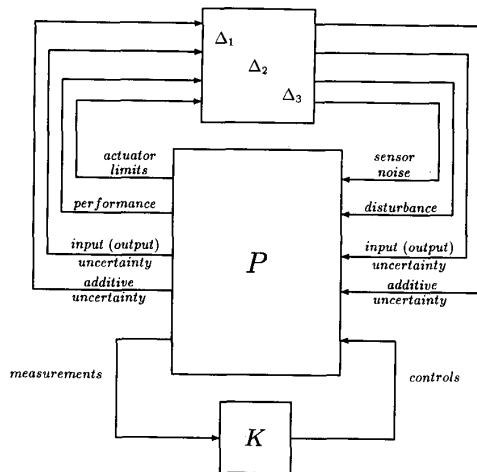 Δ1
Δ2
Δ3
actuator
limits
sensor
noise
performance
disturbance
P
input (output)
uncertainty
input (output)
uncertainty
additive
uncertainty
additive
uncertainty
measurements
controls
K